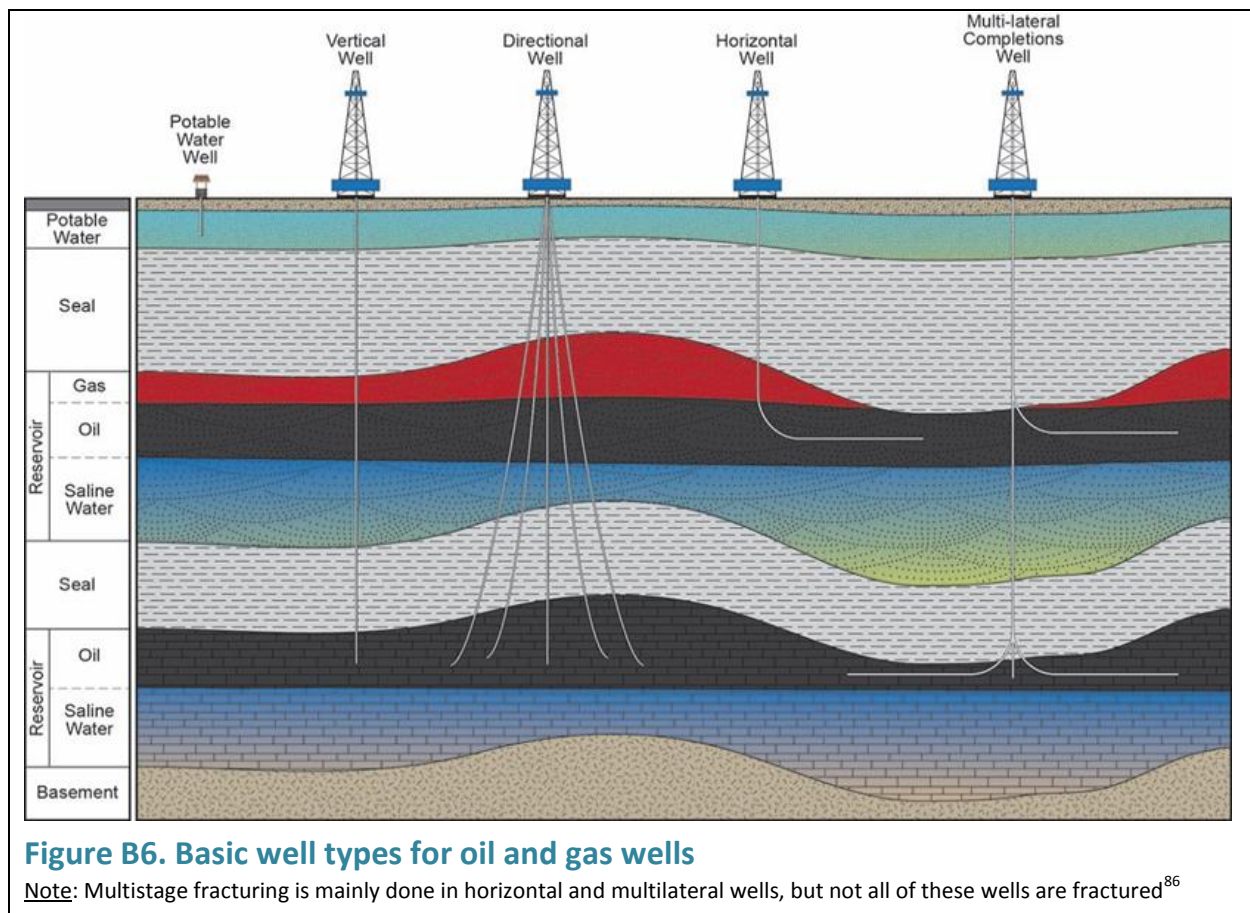 Vertical
Well
Directional
Well
Horizontal
Well
Multi-lateral
Completions
Well
Potable
Water
Well
Potable
Water
Seal
Reservoir
Gas
Oil
Saline
Water
Seal
Reservoir
Oil
Saline
Water
Basement
Figure B6. Basic well types for oil and gas wells
Note: Multistage fracturing is mainly done in horizontal and multilateral wells, but not all of these wells are fractured86